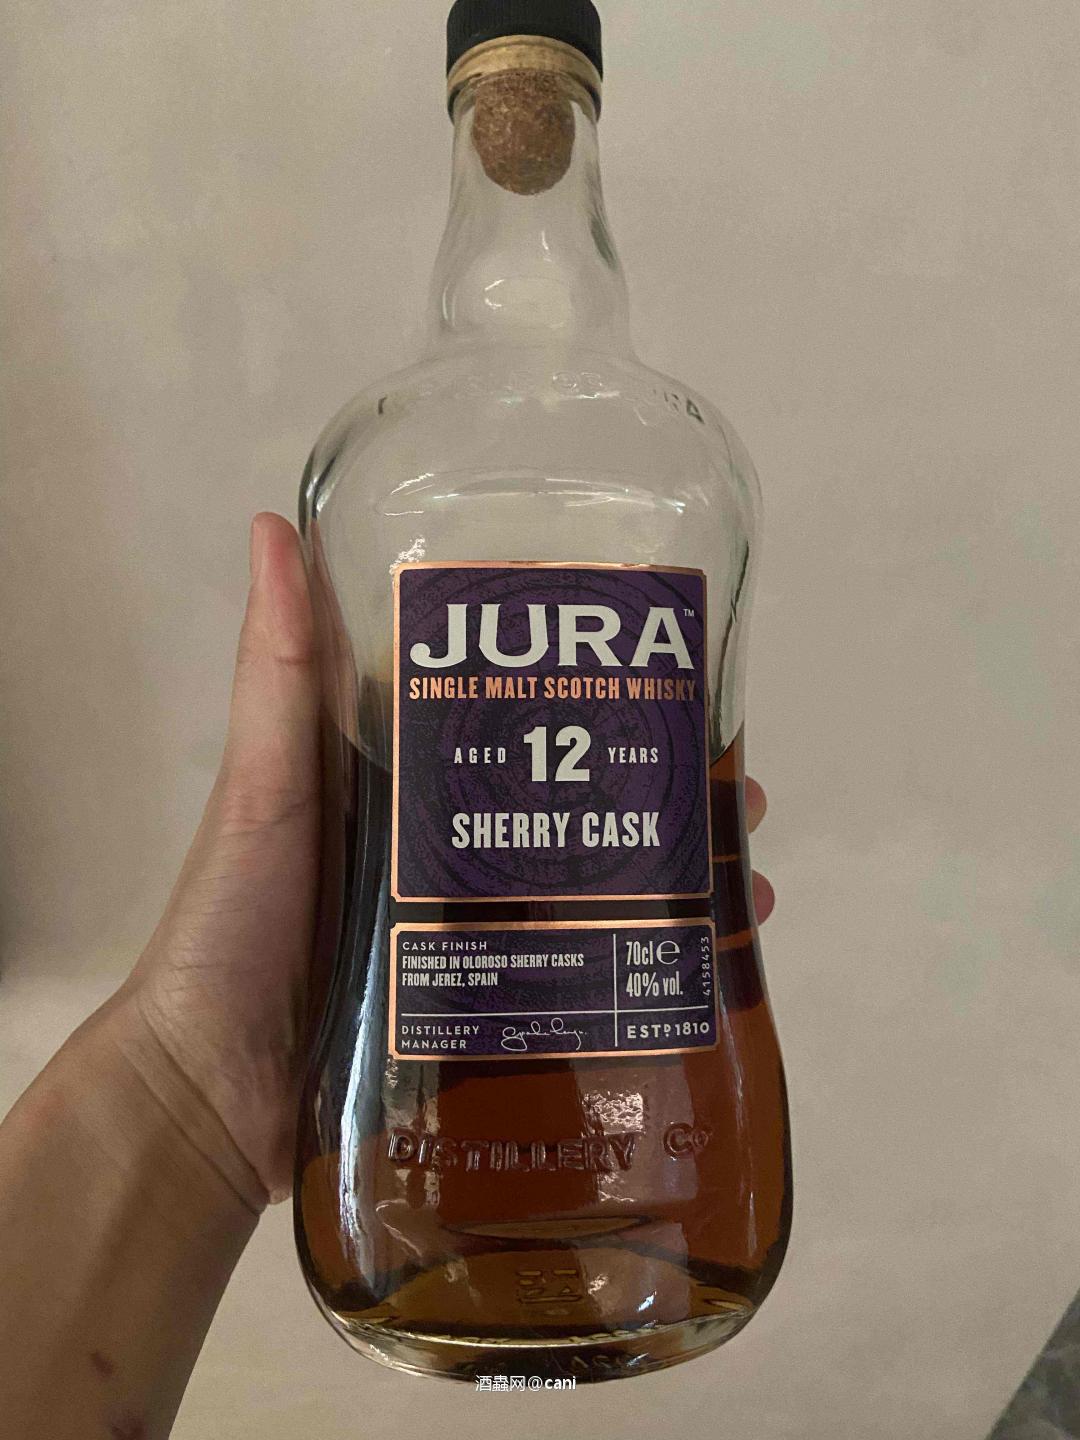 JURA™
SINGLE MALT SCOTCH WHISKY
AGED 12 YEARS
SHERRY CASK
CASK FINISH
FINISHED IN OLOROSO SHERRY CASKS
FROM JEREZ, SPAIN
70cl ℮
40% vol.
4158453
DISTILLERY
MANAGER
ESTD 1810
DISTILLERY Co
酒蟲网@cani